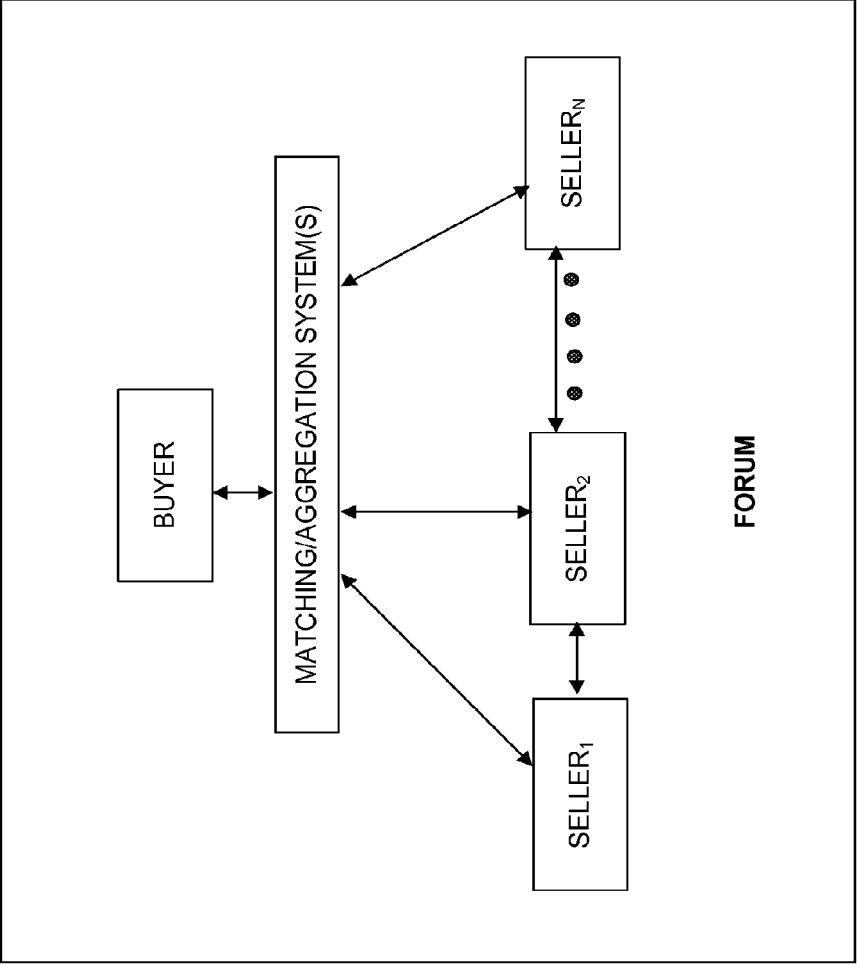 BUYER
MATCHING/AGGREGATION SYSTEM(S)
SELLER₁
SELLER₂
SELLERN
FORUM